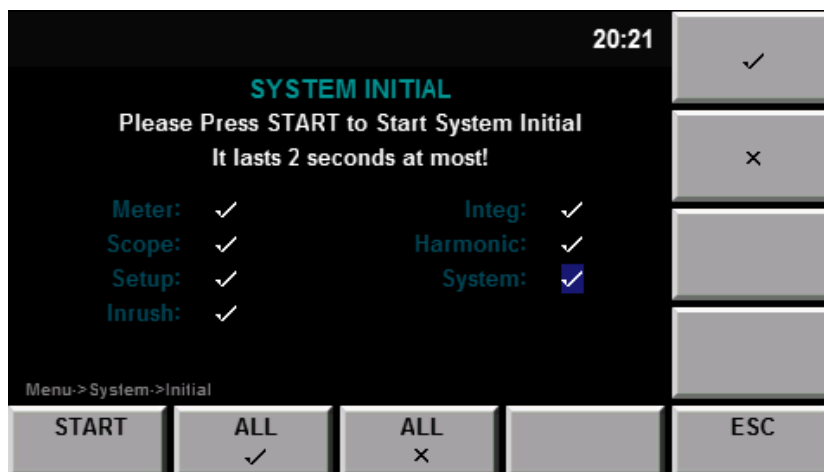 20:21
✓
SYSTEM INITIAL
Please Press START to Start System Initial
It lasts 2 seconds at most!
×
Meter: ✓ Integ: ✓
Scope: ✓ Harmonic: ✓
Setup: ✓ System: ✓
Inrush: ✓
Menu->System->Initial
START ALL ✓ ALL × ESC